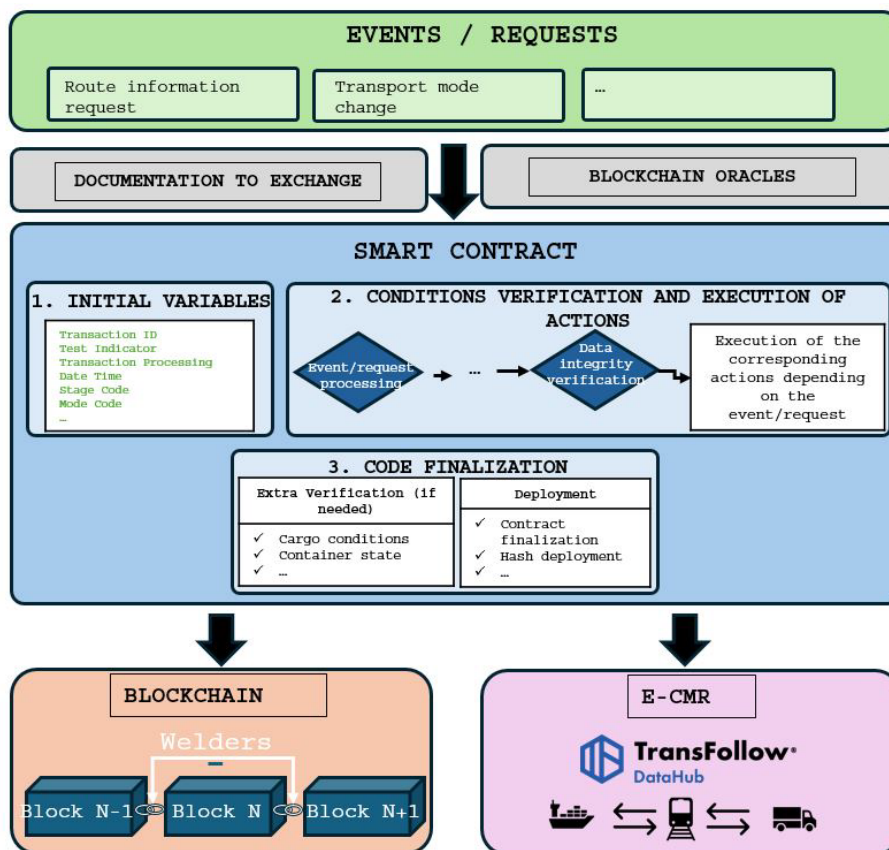 EVENTS / REQUESTS
Route information
request
Transport mode
change
…
DOCUMENTATION TO EXCHANGE
BLOCKCHAIN ORACLES
SMART CONTRACT
1. INITIAL VARIABLES
Transaction ID
Test Indicator
Transaction Processing
Date Time
Stage Code
Mode Code
…
2. CONDITIONS VERIFICATION AND EXECUTION OF
ACTIONS
Event/request
processing
…
Data
integrity
verification
Execution of the
corresponding
actions depending
on the
event/request
3. CODE FINALIZATION
Extra Verification (if
needed)
✓ Cargo conditions
✓ Container state
✓ …
Deployment
✓ Contract
finalization
✓ Hash deployment
✓ …
BLOCKCHAIN
Welders
Block N-1
Block N
Block N+1
E-CMR
TransFollow®
DataHub